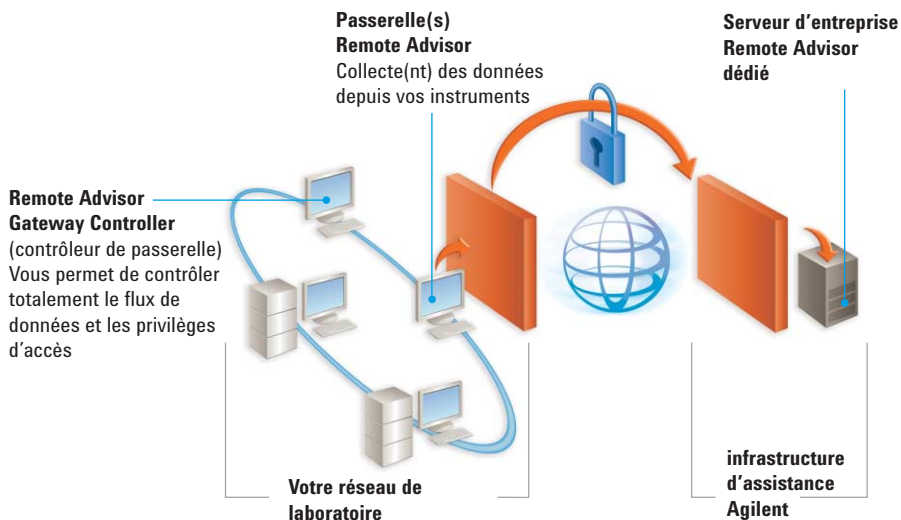 Passerelle(s)
Remote Advisor
Collecte(nt) des données
depuis vos instruments
Serveur d'entreprise
Remote Advisor
dédié
Remote Advisor
Gateway Controller
(contrôleur de passerelle)
Vous permet de contrôler
totalement le flux de
données et les privilèges
d'accès
Votre réseau de
laboratoire
infrastructure
d'assistance
Agilent